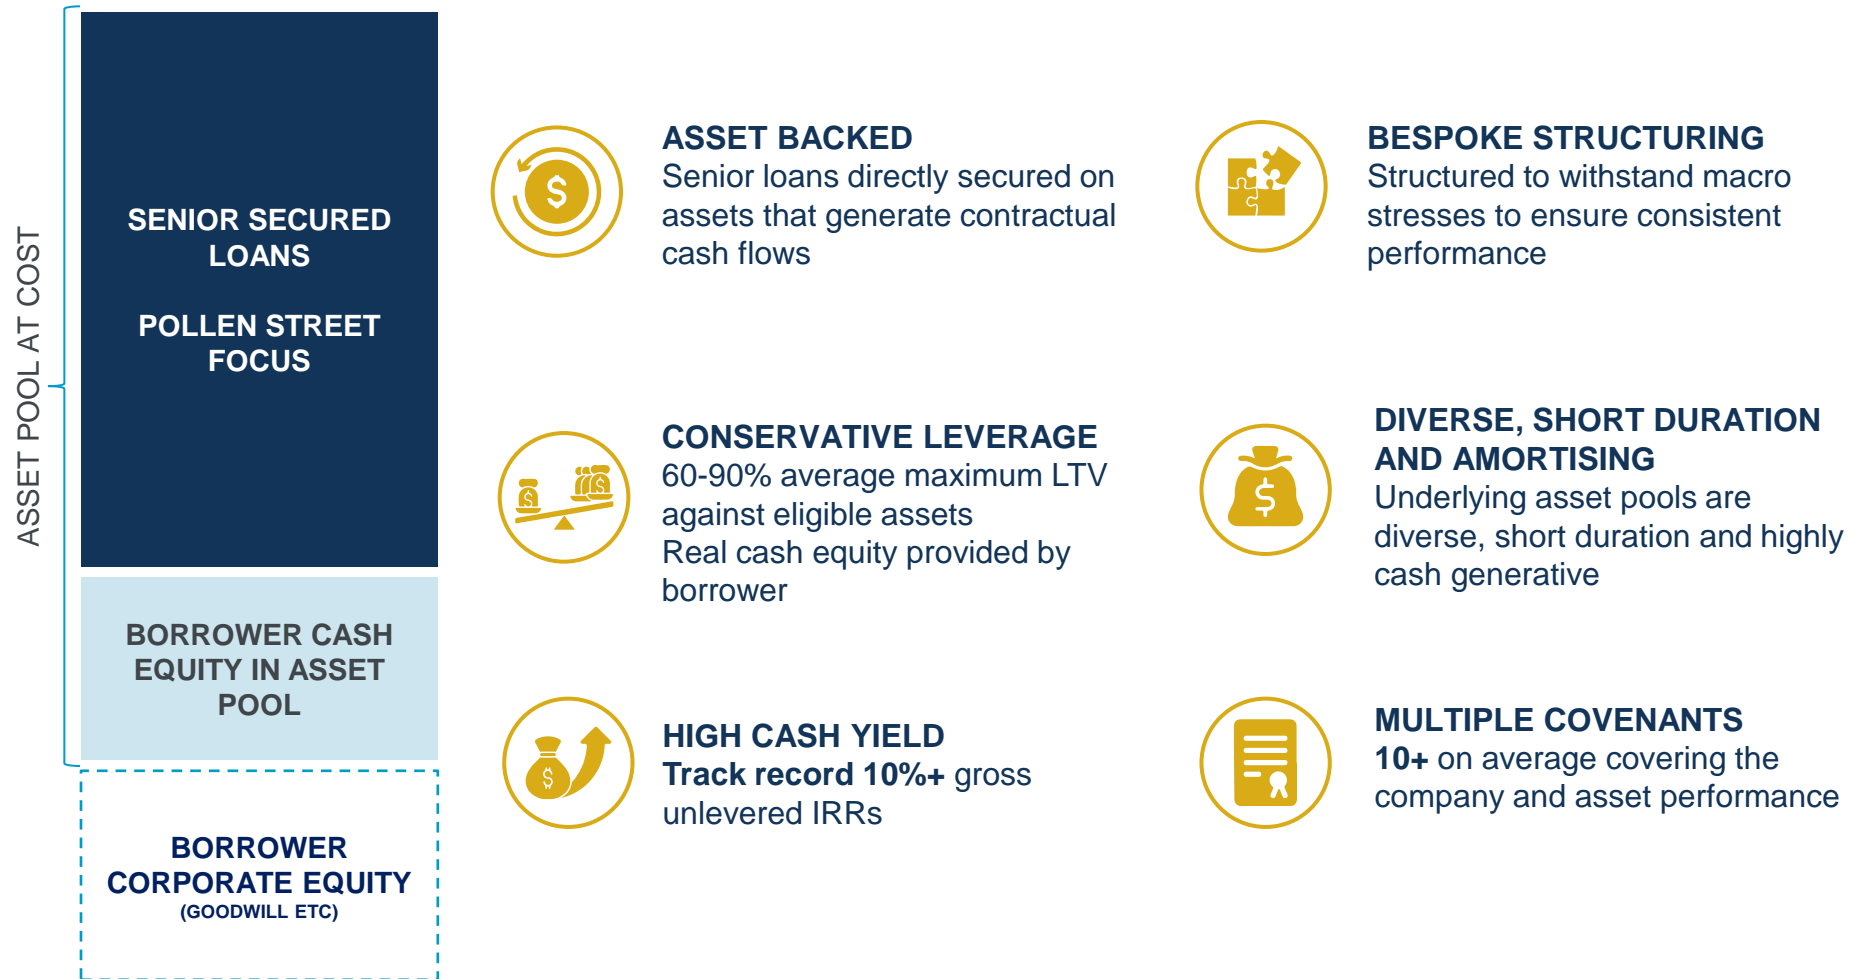 ASSET POOL AT COST
SENIOR SECURED
LOANS
POLLEN STREET
FOCUS
BORROWER CASH
EQUITY IN ASSET
POOL
BORROWER
CORPORATE EQUITY
(GOODWILL ETC)
ASSET BACKED
Senior loans directly secured on
assets that generate contractual
cash flows
BESPOKE STRUCTURING
Structured to withstand macro
stresses to ensure consistent
performance
CONSERVATIVE LEVERAGE
60-90% average maximum LTV
against eligible assets
Real cash equity provided by
borrower
DIVERSE, SHORT DURATION
AND AMORTISING
Underlying asset pools are
diverse, short duration and highly
cash generative
HIGH CASH YIELD
Track record 10%+ gross
unlevered IRRs
MULTIPLE COVENANTS
10+ on average covering the
company and asset performance